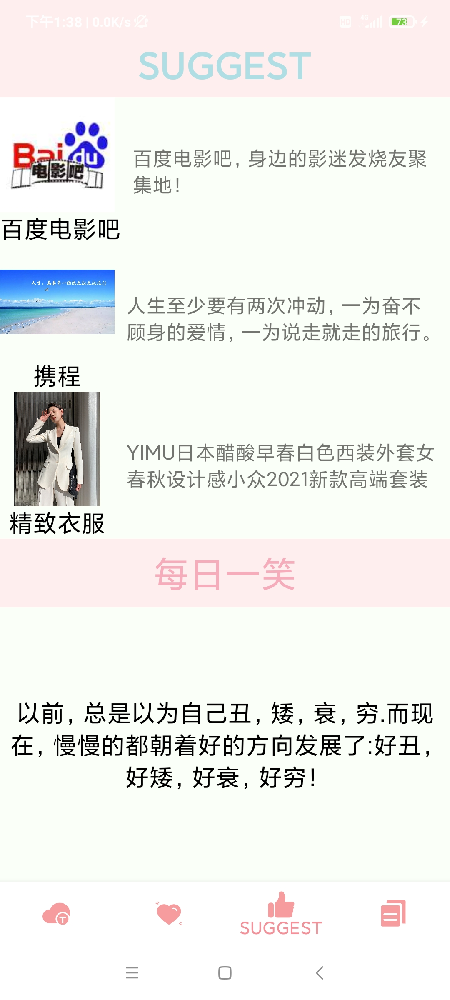 下午1:38 | 0.0K/s
HD 4G 73
SUGGEST
Bai du
电影吧
百度电影吧，身边的影迷发烧友聚
集地！
百度电影吧
人生，总要有一场说走就走的旅行
人生至少要有两次冲动，一为奋不
顾身的爱情，一为说走就走的旅行。
携程
YIMU日本醋酸早春白色西装外套女
春秋设计感小众2021新款高端套装
精致衣服
每日一笑
以前，总是以为自己丑，矮，衰，穷.而现
在，慢慢的都朝着好的方向发展了:好丑，
好矮，好衰，好穷！
T
SUGGEST